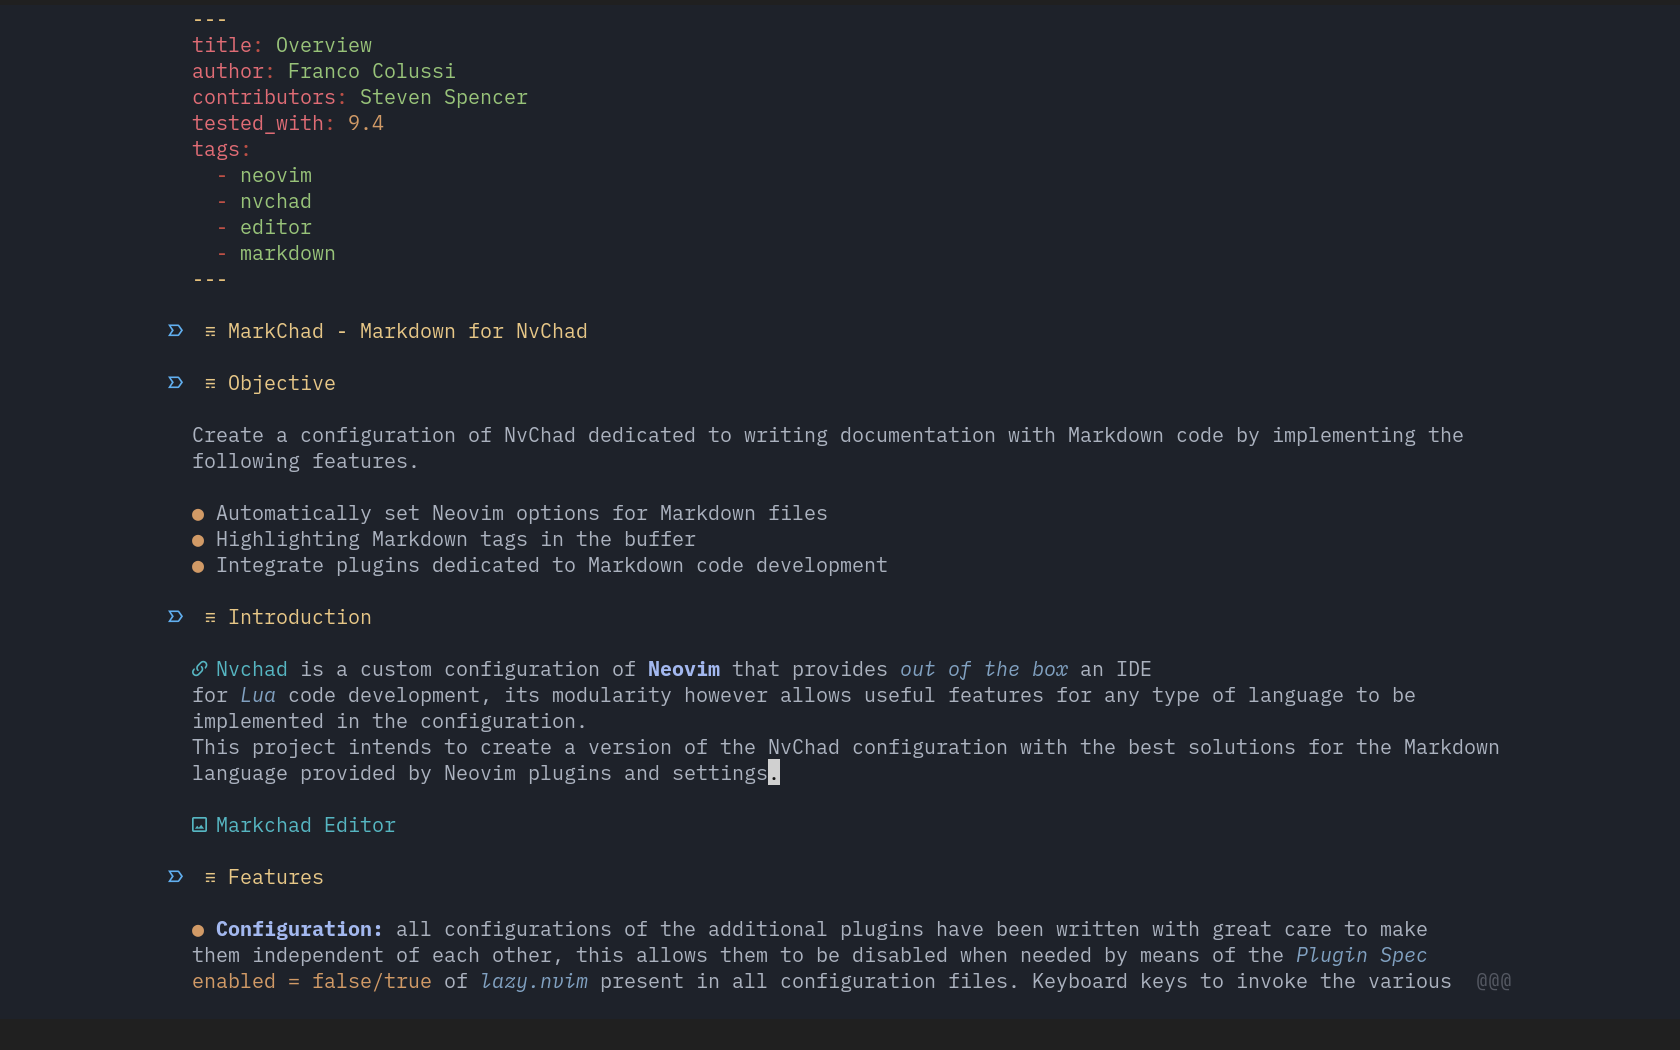 ---
title: Overview
author: Franco Colussi
contributors: Steven Spencer
tested_with: 9.4
tags:
  - neovim
  - nvchad
  - editor
  - markdown
---
MarkChad - Markdown for NvChad
Objective
Create a configuration of NvChad dedicated to writing documentation with Markdown code by implementing the
following features.
● Automatically set Neovim options for Markdown files
● Highlighting Markdown tags in the buffer
● Integrate plugins dedicated to Markdown code development
Introduction
Nvchad is a custom configuration of Neovim that provides out of the box an IDE
for Lua code development, its modularity however allows useful features for any type of language to be
implemented in the configuration.
This project intends to create a version of the NvChad configuration with the best solutions for the Markdown
language provided by Neovim plugins and settings.
Markchad Editor
Features
● Configuration: all configurations of the additional plugins have been written with great care to make
them independent of each other, this allows them to be disabled when needed by means of the Plugin Spec
enabled = false/true of lazy.nvim present in all configuration files. Keyboard keys to invoke the various @@@